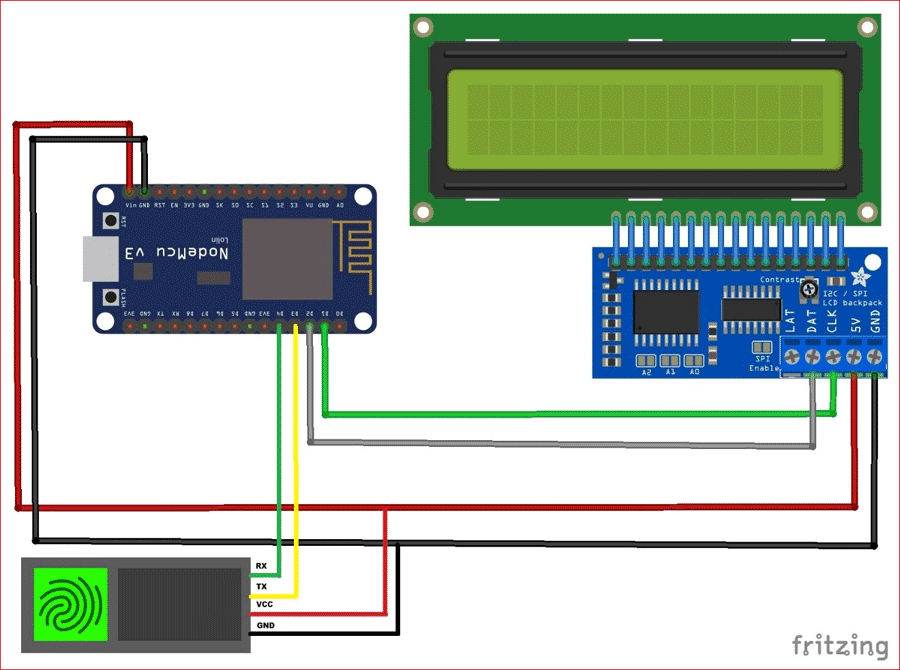 Vin GND RST EN 3V3 GND SK SO SC S1 S2 S3 VU GND A0
RST
Lolin
NodeMcu v3
FLASH
3V3 GND TX RX D8 D7 D6 D5 GND 3V3 D4 D3 D2 D1 D0
Contrast
I2C / SPI
LCD backpack
LAT
DAT
CLK
5V
GND
SPI
Enable
A2 A1 A0
RX
TX
VCC
GND
fritzing